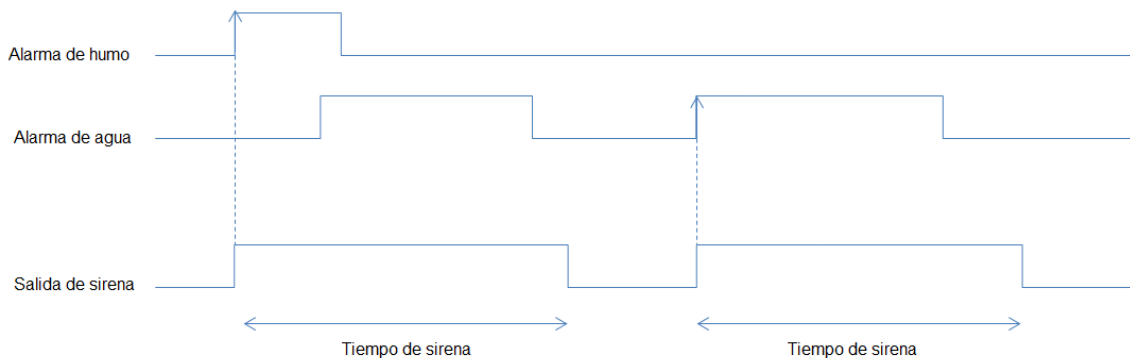 Alarma de humo
Alarma de agua
Salida de sirena
Tiempo de sirena
Tiempo de sirena